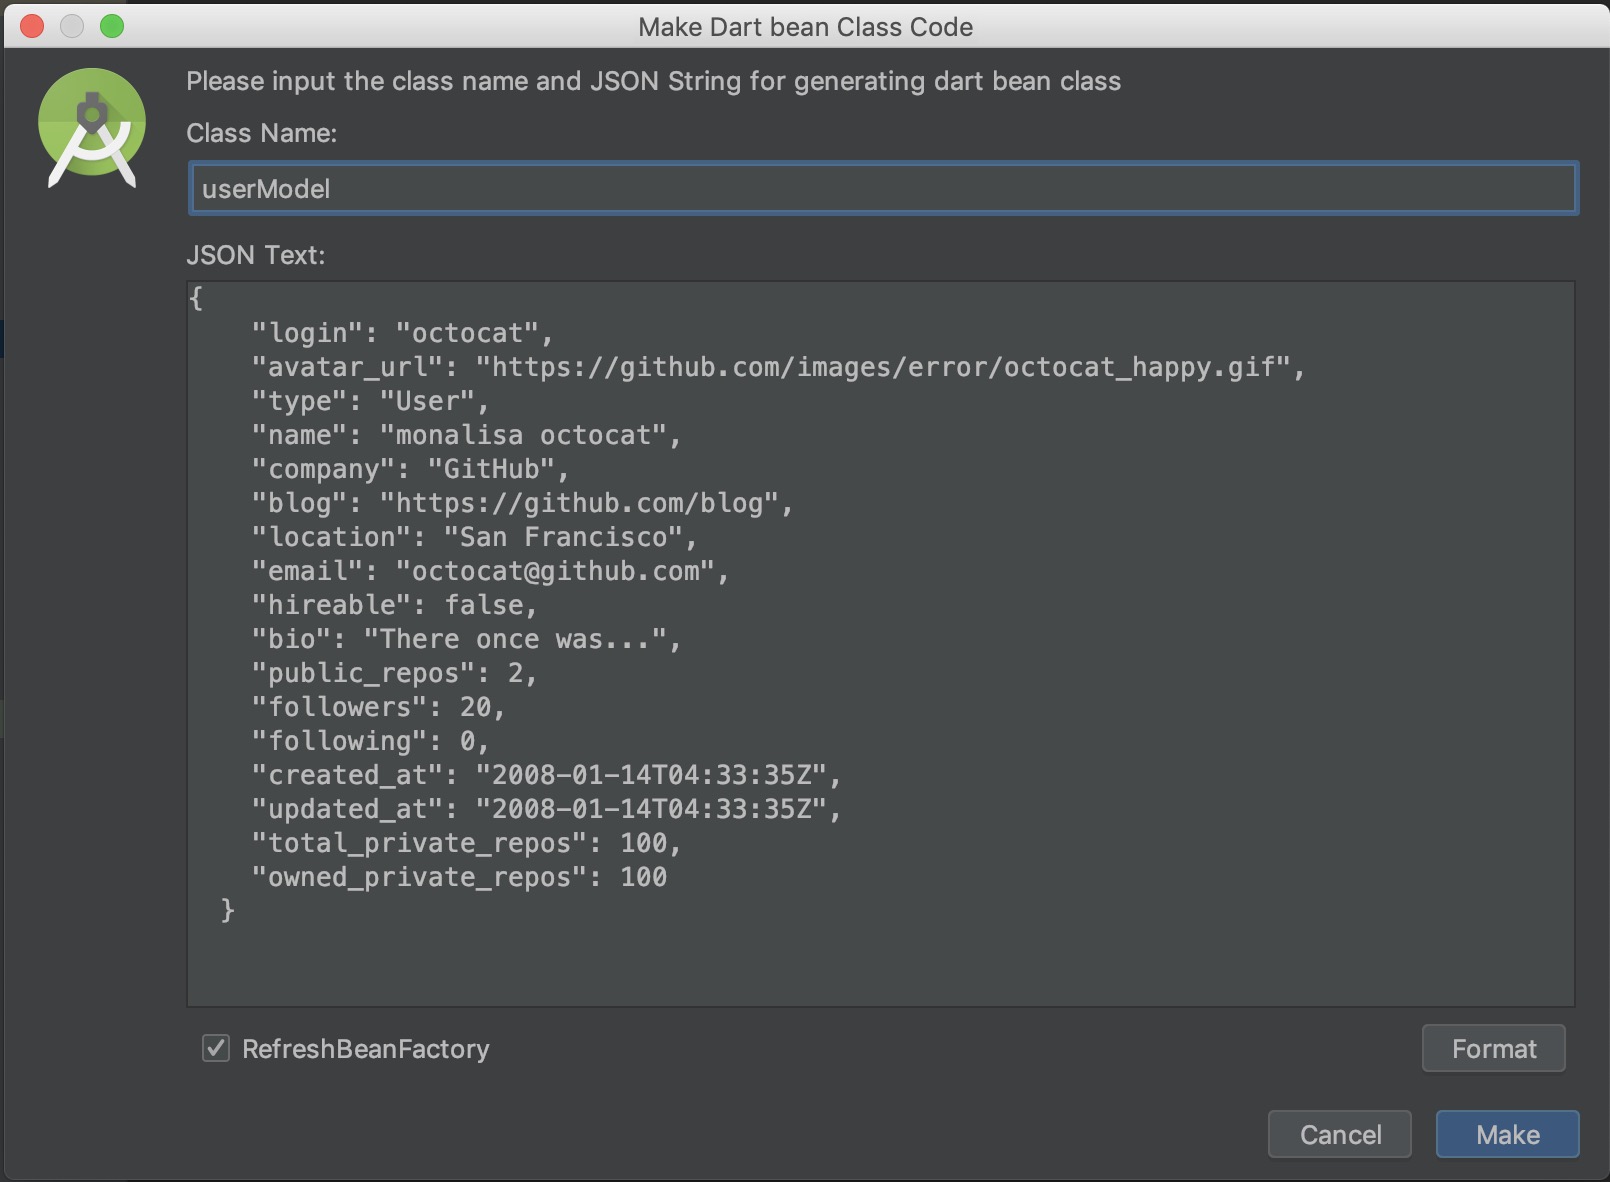 Make Dart bean Class Code
Please input the class name and JSON String for generating dart bean class
Class Name:
userModel
JSON Text:
{
    "login": "octocat",
    "avatar_url": "https://github.com/images/error/octocat_happy.gif",
    "type": "User",
    "name": "monalisa octocat",
    "company": "GitHub",
    "blog": "https://github.com/blog",
    "location": "San Francisco",
    "email": "octocat@github.com",
    "hireable": false,
    "bio": "There once was...",
    "public_repos": 2,
    "followers": 20,
    "following": 0,
    "created_at": "2008-01-14T04:33:35Z",
    "updated_at": "2008-01-14T04:33:35Z",
    "total_private_repos": 100,
    "owned_private_repos": 100
  }
RefreshBeanFactory
Format
Cancel
Make